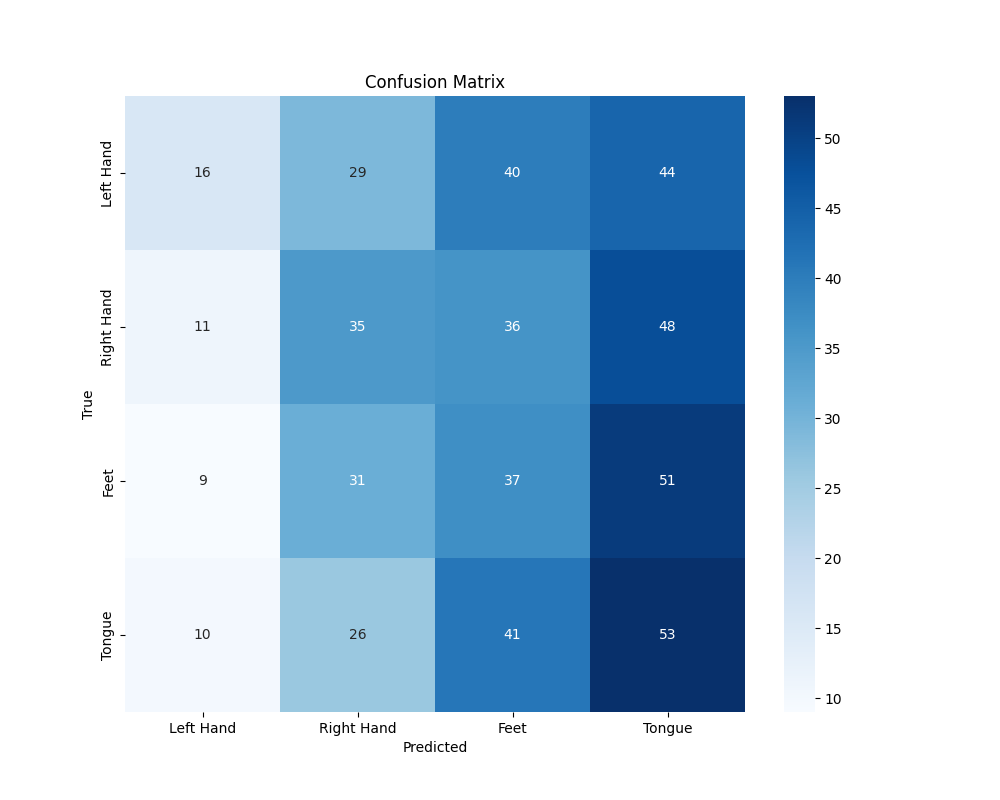 Confusion Matrix
Left Hand 16 29 40 44
Right Hand 11 35 36 48
Feet 9 31 37 51
Tongue 10 26 41 53
True
Left Hand Right Hand Feet Tongue
Predicted
50
45
40
35
30
25
20
15
10